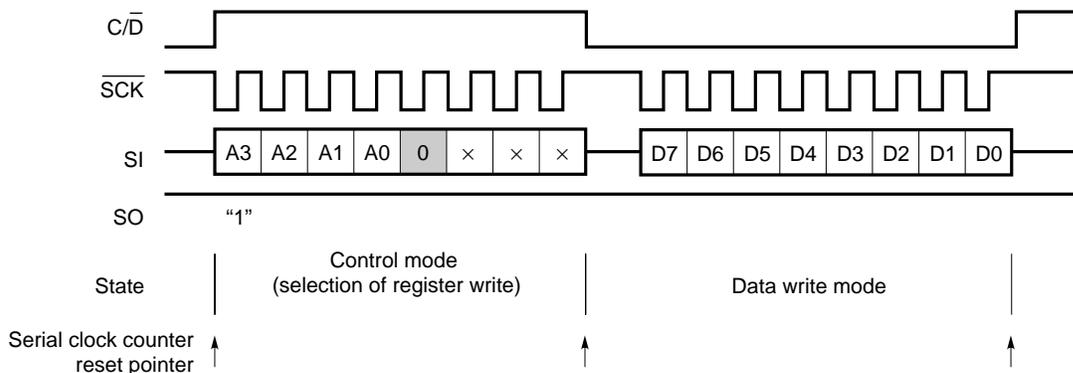 C/D̅
S̅C̅K̅
SI A3 A2 A1 A0 0 × × × D7 D6 D5 D4 D3 D2 D1 D0
SO “1”
State Control mode (selection of register write) Data write mode
Serial clock counter
reset pointer